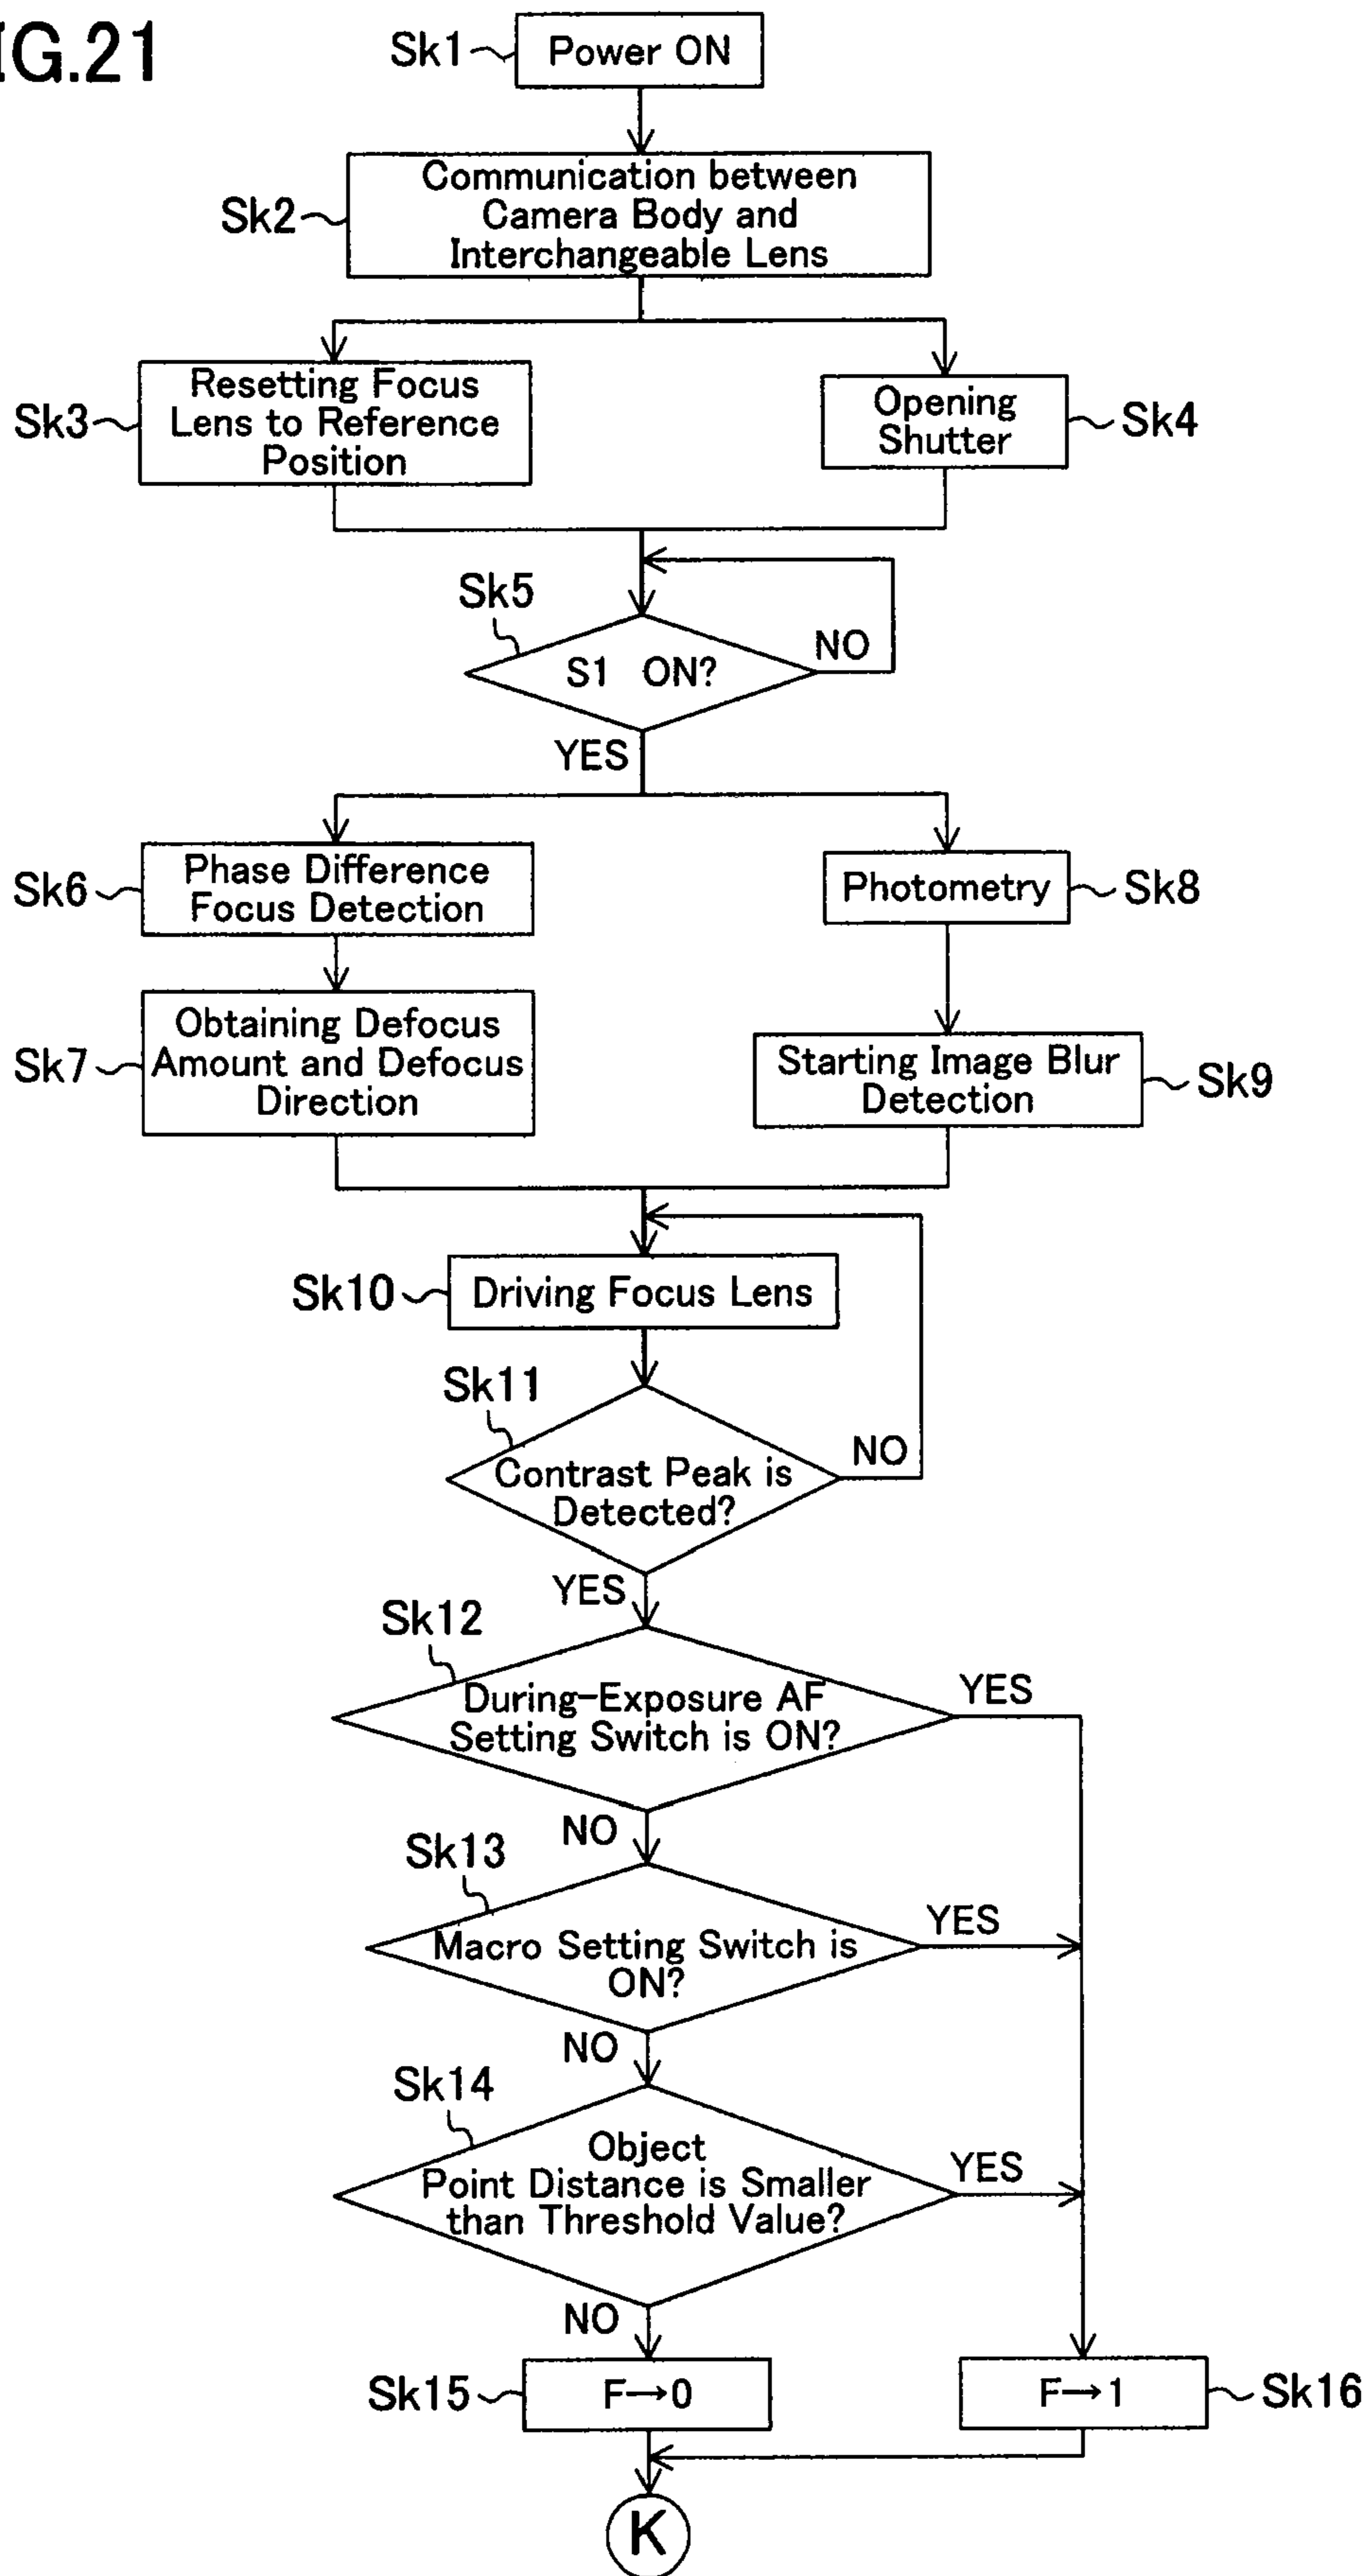 IG.21
Sk1
Power ON
Sk2
Communication between
Camera Body and
Interchangeable Lens
Sk3
Resetting Focus
Lens to Reference
Position
Opening
Shutter
Sk4
Sk5
S1 ON?
NO
YES
Sk6
Phase Difference
Focus Detection
Photometry
Sk8
Sk7
Obtaining Defocus
Amount and Defocus
Direction
Starting Image Blur
Detection
Sk9
Sk10
Driving Focus Lens
Sk11
Contrast Peak is
Detected?
NO
YES
Sk12
During-Exposure AF
Setting Switch is ON?
YES
NO
Sk13
Macro Setting Switch is
ON?
YES
NO
Sk14
Object
Point Distance is Smaller
than Threshold Value?
YES
NO
Sk15
F→0
F→1
Sk16
K